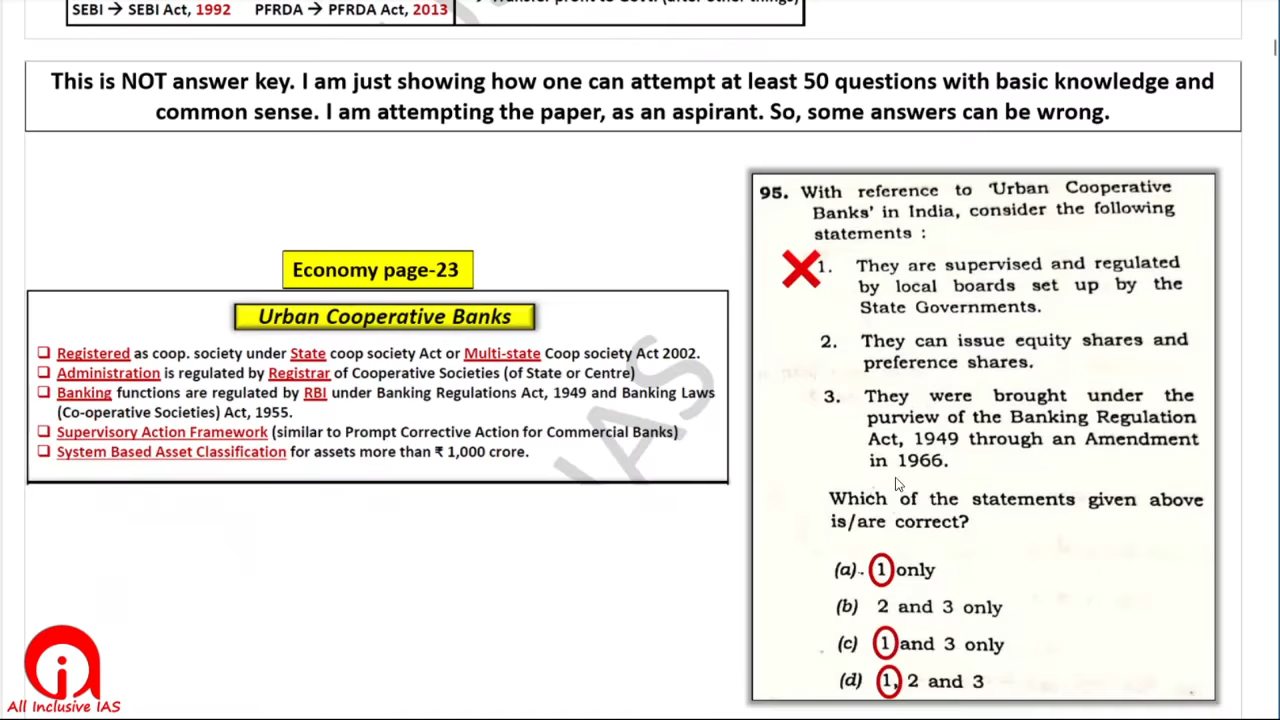 SEBI → SEBI Act, 1992 PFRDA → PFRDA Act, 2013
This is NOT answer key. I am just showing how one can attempt at least 50 questions with basic knowledge and
common sense. I am attempting the paper, as an aspirant. So, some answers can be wrong.
Economy page-23
Urban Cooperative Banks
Registered as coop. society under State coop society Act or Multi-state Coop society Act 2002.
Administration is regulated by Registrar of Cooperative Societies (of State or Centre)
Banking functions are regulated by RBI under Banking Regulations Act, 1949 and Banking Laws
(Co-operative Societies) Act, 1955.
Supervisory Action Framework (similar to Prompt Corrective Action for Commercial Banks)
System Based Asset Classification for assets more than ₹ 1,000 crore.
IAS
95. With reference to 'Urban Cooperative
Banks' in India, consider the following
statements :
1. They are supervised and regulated
by local boards set up by the
State Governments.
2. They can issue equity shares and
preference shares.
3. They were brought under the
purview of the Banking Regulation
Act, 1949 through an Amendment
in 1966.
Which of the statements given above
is/are correct?
(a) 1 only
(b) 2 and 3 only
(c) 1 and 3 only
(d) 1, 2 and 3
All Inclusive IAS